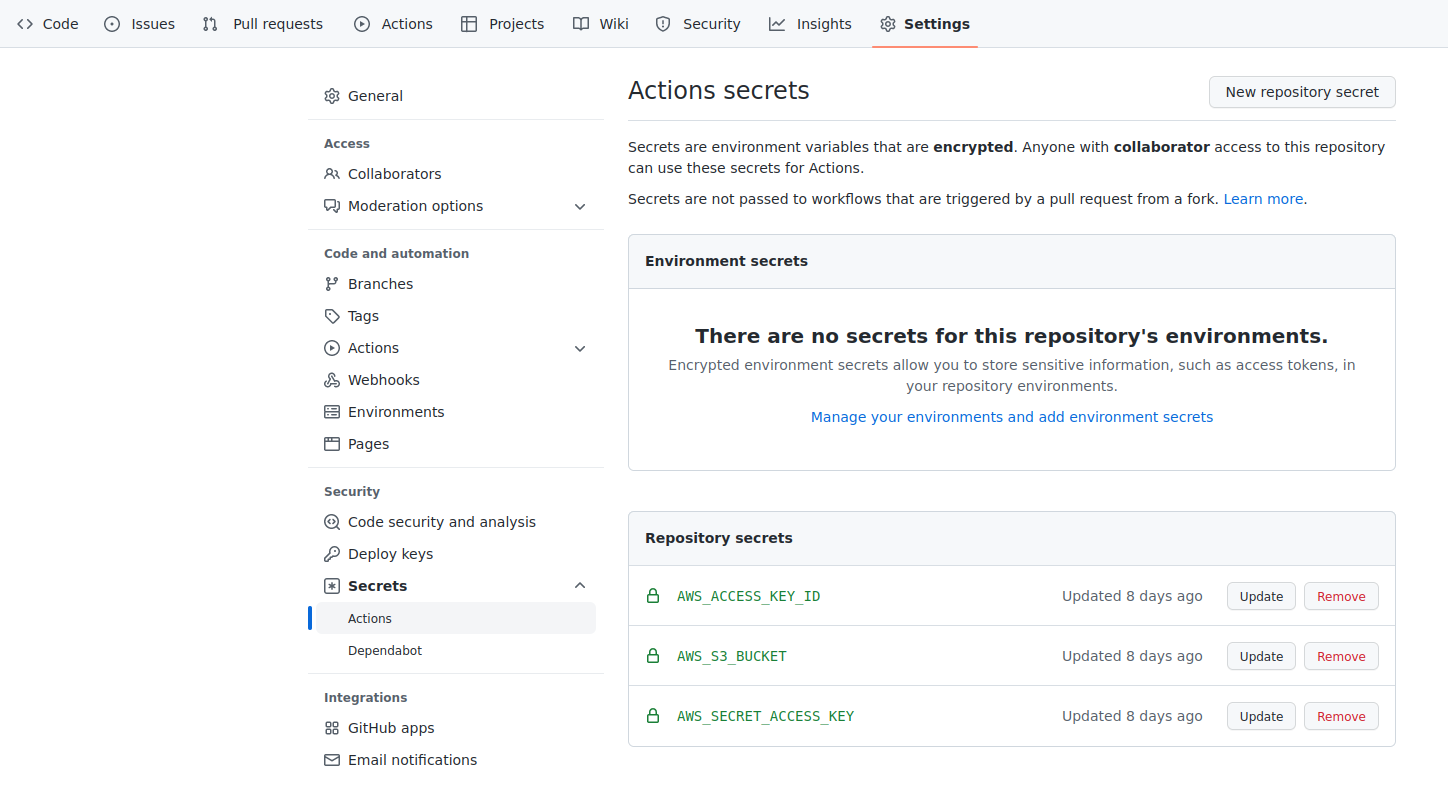 Code Issues Pull requests Actions Projects Wiki Security Insights Settings
General
Access
Collaborators
Moderation options
Code and automation
Branches
Tags
Actions
Webhooks
Environments
Pages
Security
Code security and analysis
Deploy keys
Secrets
Actions
Dependabot
Integrations
GitHub apps
Email notifications
Actions secrets
New repository secret
Secrets are environment variables that are encrypted. Anyone with collaborator access to this repository
can use these secrets for Actions.
Secrets are not passed to workflows that are triggered by a pull request from a fork. Learn more.
Environment secrets
There are no secrets for this repository's environments.
Encrypted environment secrets allow you to store sensitive information, such as access tokens, in
your repository environments.
Manage your environments and add environment secrets
Repository secrets
AWS_ACCESS_KEY_ID Updated 8 days ago Update Remove
AWS_S3_BUCKET Updated 8 days ago Update Remove
AWS_SECRET_ACCESS_KEY Updated 8 days ago Update Remove